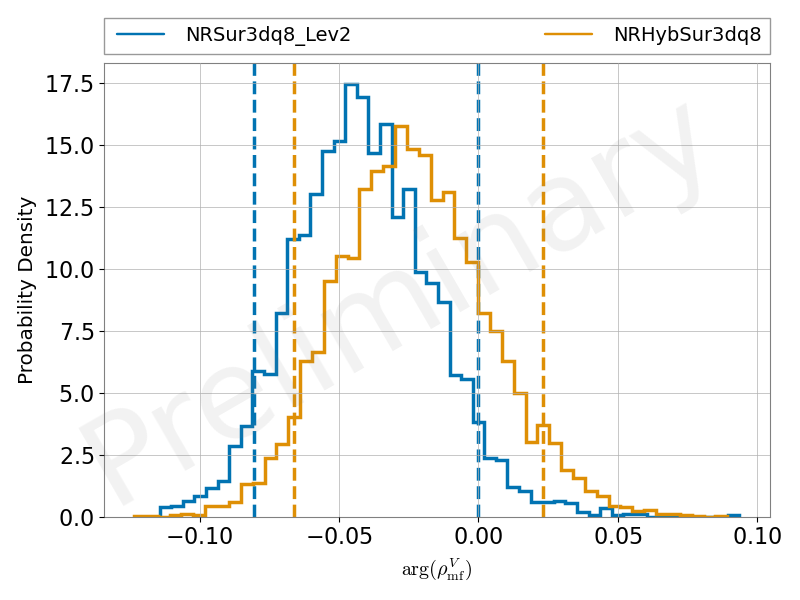 NRSur3dq8_Lev2
NRHybSur3dq8
17.5
15.0
12.5
10.0
7.5
5.0
2.5
0.0
Probability Density
Preliminary
−0.10
−0.05
0.00
0.05
0.10
arg(ρ^V_mf)